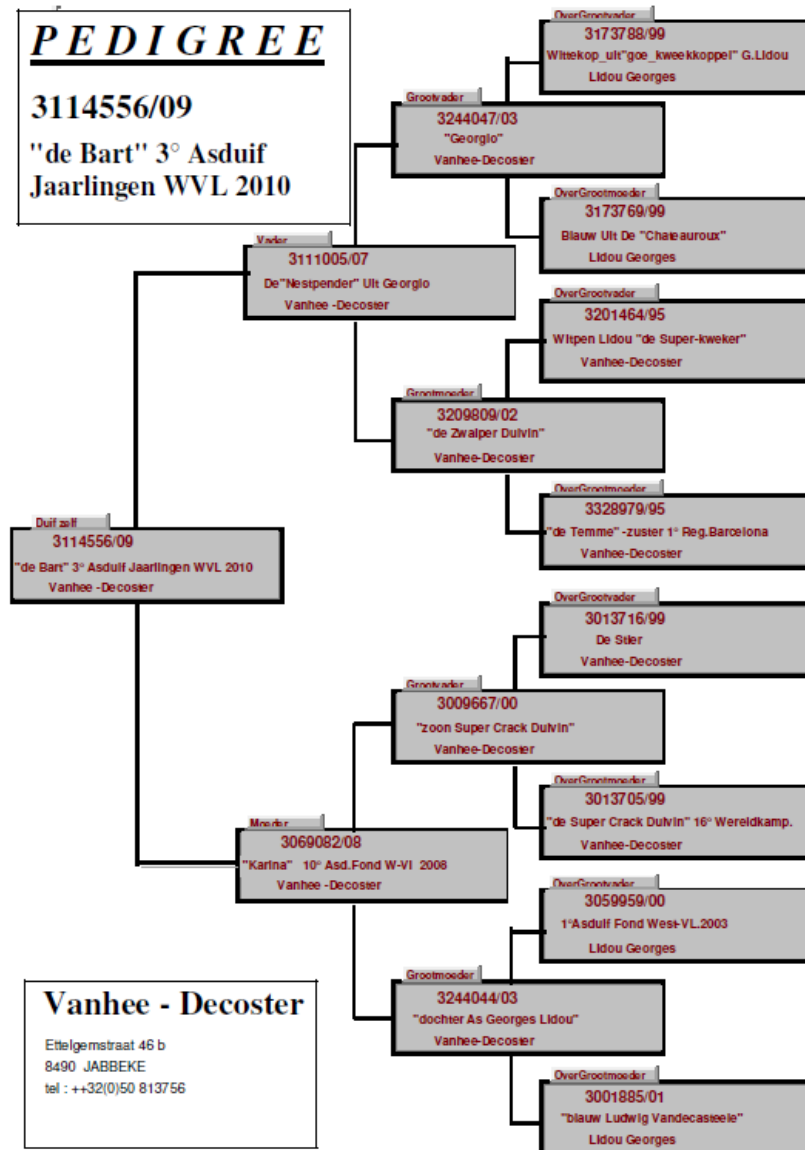 PEDIGREE
3114556/09
"de Bart" 3° Asduif
Jaarlingen WVL 2010
OverGrootvader
3173788/99
Wittekop_uit"goe_kweekkoppel" G.Lidou
Lidou Georges
Grootvader
3244047/03
"Georgio"
Vanhee-Decoster
OverGrootmoeder
3173769/99
Blauw Uit De "Chateauroux"
Lidou Georges
Vader
3111005/07
De"Nestpender" Uit Georgio
Vanhee -Decoster
OverGrootvader
3201464/95
Witpen Lidou "de Super-kweker"
Vanhee-Decoster
Grootmoeder
3209809/02
"de Zwalper Duivin"
Vanhee-Decoster
OverGrootmoeder
3328979/95
"de Temme" -zuster 1° Reg.Barcelona
Vanhee-Decoster
Duif zelf
3114556/09
"de Bart" 3° Asduif Jaarlingen WVL 2010
Vanhee -Decoster
OverGrootvader
3013716/99
De Stier
Vanhee-Decoster
Grootvader
3009667/00
"zoon Super Crack Duivin"
Vanhee-Decoster
OverGrootmoeder
3013705/99
"de Super Crack Duivin" 16° Wereldkamp.
Vanhee-Decoster
Moeder
3069082/08
"Karina" 10° Asd.Fond W-Vl 2008
Vanhee -Decoster
OverGrootvader
3059959/00
1°Asduif Fond West-VL.2003
Lidou Georges
Grootmoeder
3244044/03
"dochter As Georges Lidou"
Vanhee-Decoster
OverGrootmoeder
3001885/01
"blauw Ludwig Vandecasteele"
Lidou Georges
Vanhee - Decoster
Ettelgemstraat 46 b
8490 JABBEKE
tel : ++32(0)50 813756